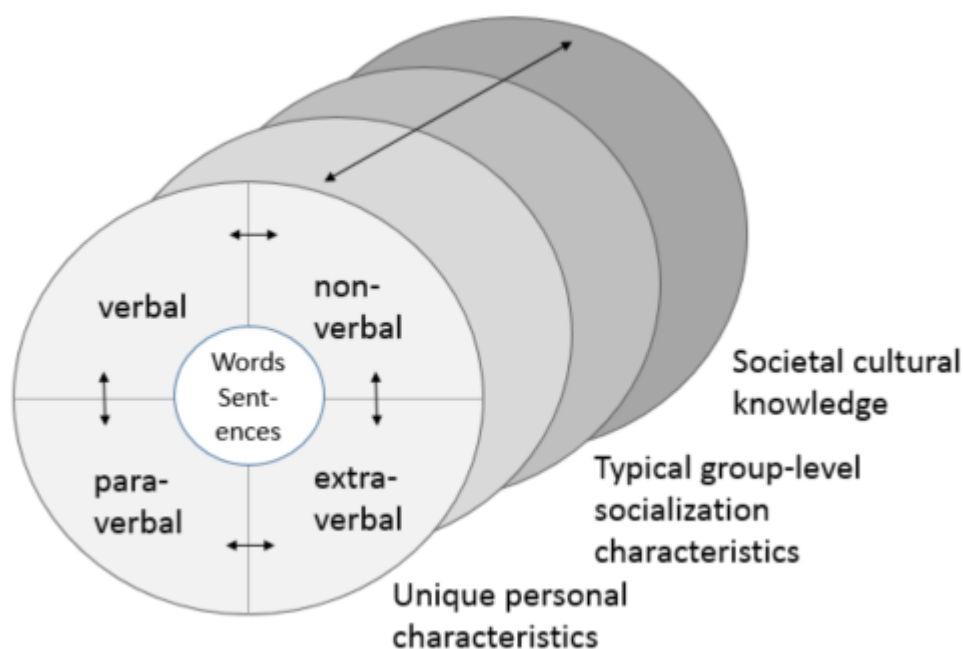 verbal
non-
verbal
Words
Sent-
ences
para-
verbal
extra-
verbal
Societal cultural
knowledge
Typical group-level
socialization
characteristics
Unique personal
characteristics